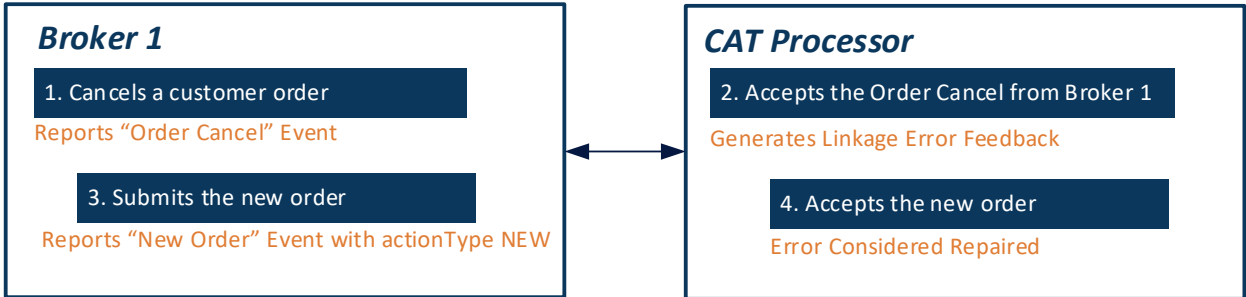 Broker 1
1. Cancels a customer order
Reports “Order Cancel” Event
3. Submits the new order
Reports “New Order” Event with actionType NEW
CAT Processor
2. Accepts the Order Cancel from Broker 1
Generates Linkage Error Feedback
4. Accepts the new order
Error Considered Repaired